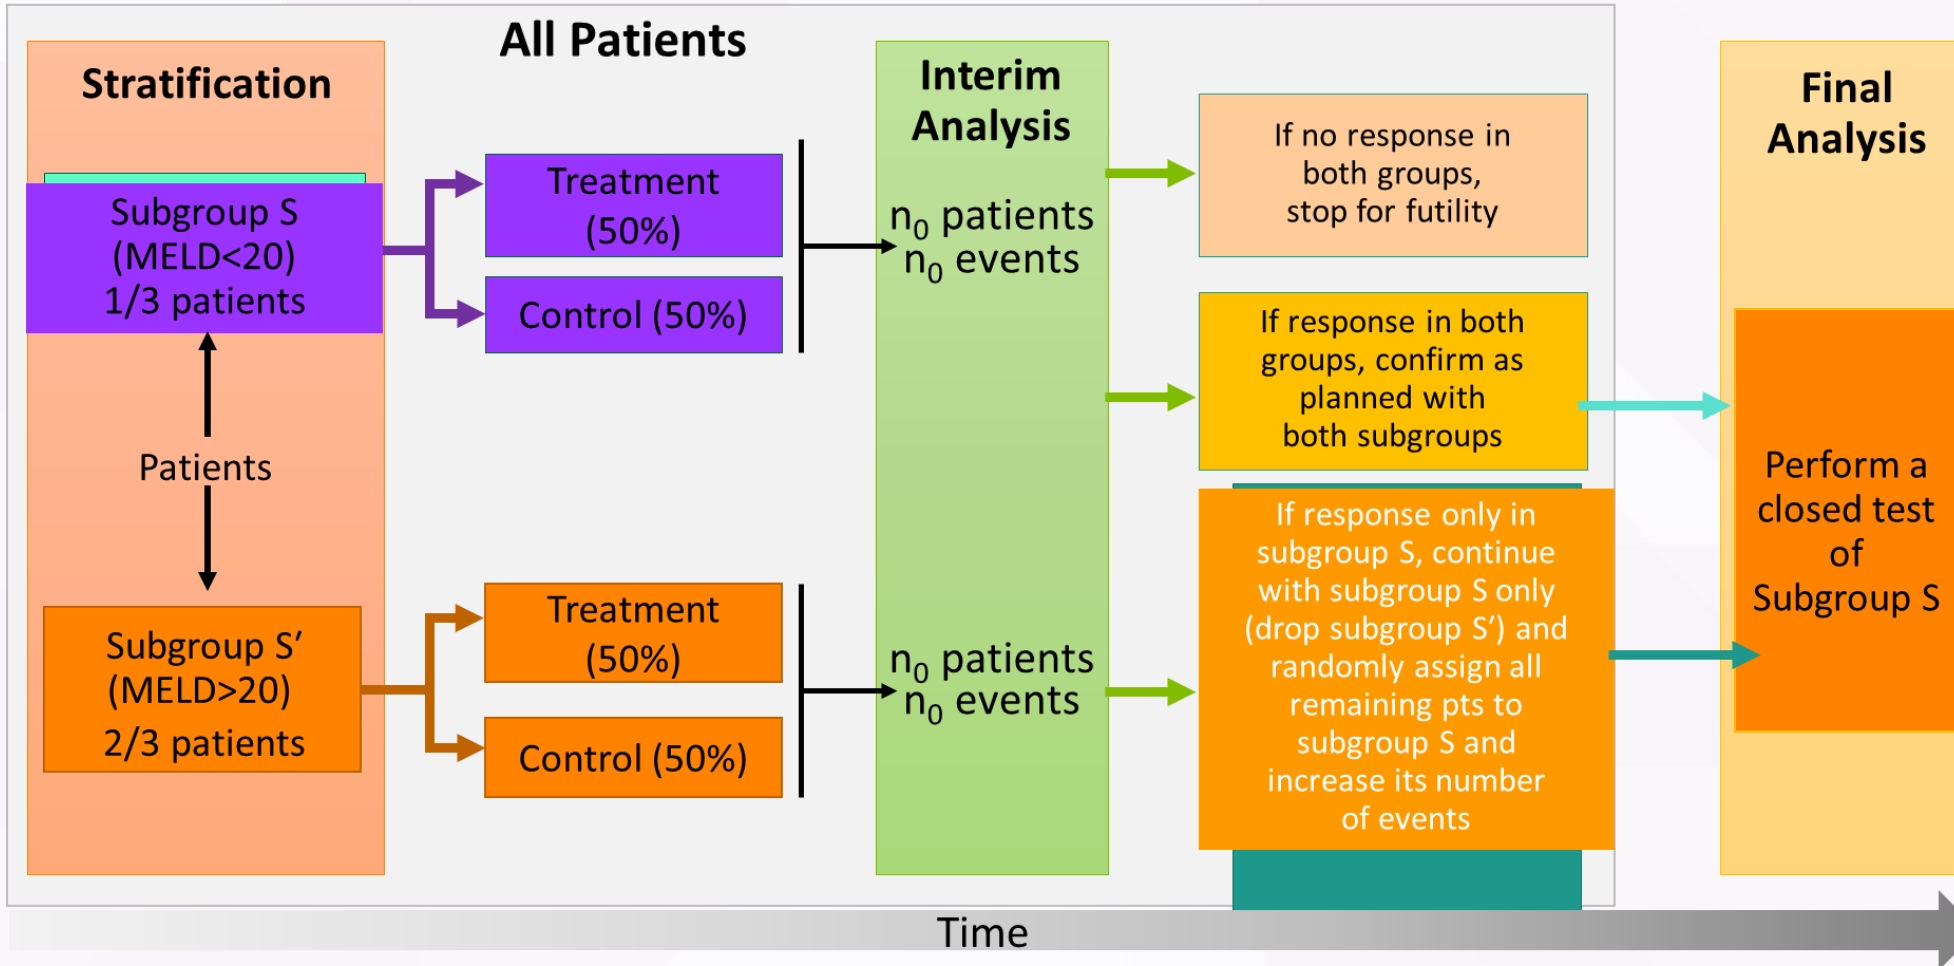 All Patients
Stratification
Subgroup S
(MELD<20)
1/3 patients
Patients
Subgroup S’
(MELD>20)
2/3 patients
Treatment
(50%)
Control (50%)
Treatment
(50%)
Control (50%)
Interim
Analysis
n₀ patients
n₀ events
n₀ patients
n₀ events
If no response in
both groups,
stop for futility
If response in both
groups, confirm as
planned with
both subgroups
If response only in
subgroup S, continue
with subgroup S only
(drop subgroup S’) and
randomly assign all
remaining pts to
subgroup S and
increase its number
of events
Final
Analysis
Perform a
closed test
of
Subgroup S
Time